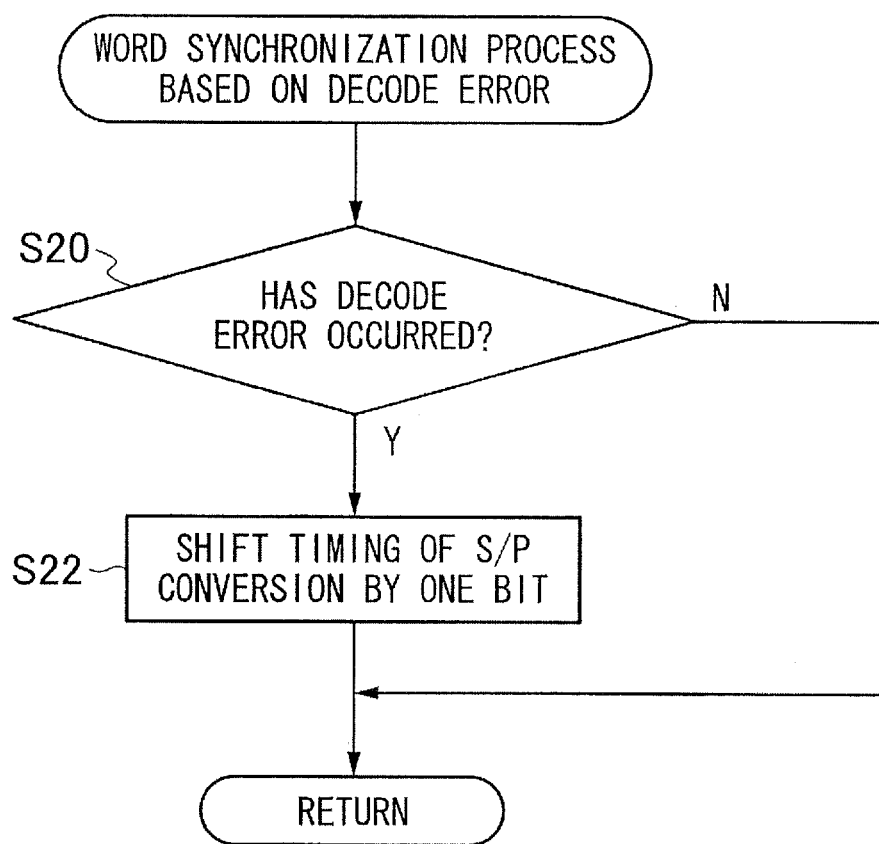 WORD SYNCHRONIZATION PROCESS
BASED ON DECODE ERROR
S20
HAS DECODE
ERROR OCCURRED?
N
Y
S22
SHIFT TIMING OF S/P
CONVERSION BY ONE BIT
RETURN